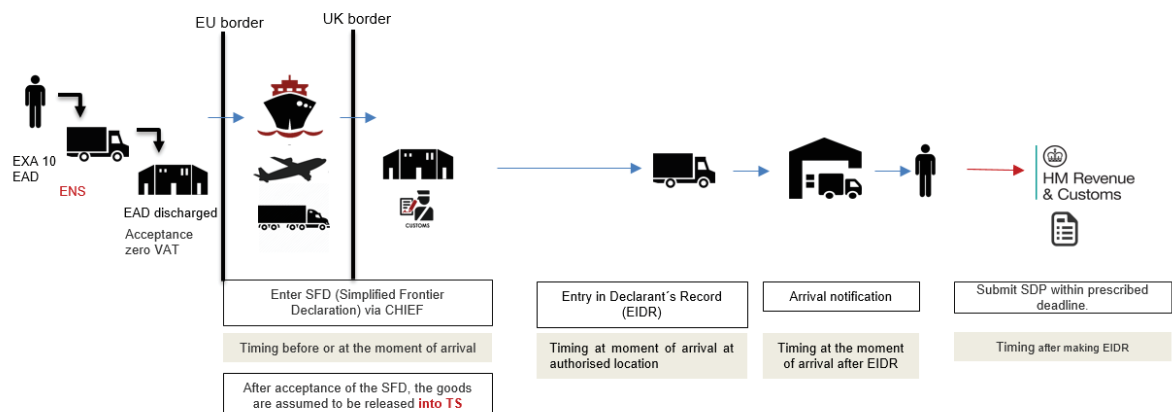 EU border
UK border
EXA 10
EAD
ENS
EAD discharged
Acceptance
zero VAT
CUSTOMS
HM Revenue
& Customs
Enter SFD (Simplified Frontier
Declaration) via CHIEF
Timing before or at the moment of arrival
After acceptance of the SFD, the goods
are assumed to be released into TS
Entry in Declarant´s Record
(EIDR)
Timing at moment of arrival at
authorised location
Arrival notification
Timing at the moment
of arrival after EIDR
Submit SDP within prescribed
deadline.
Timing after making EIDR